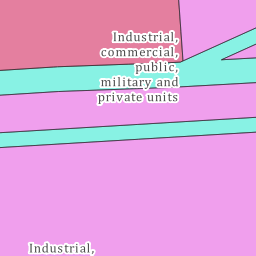 Industrial,
commercial,
public,
military and
private units
Industrial,